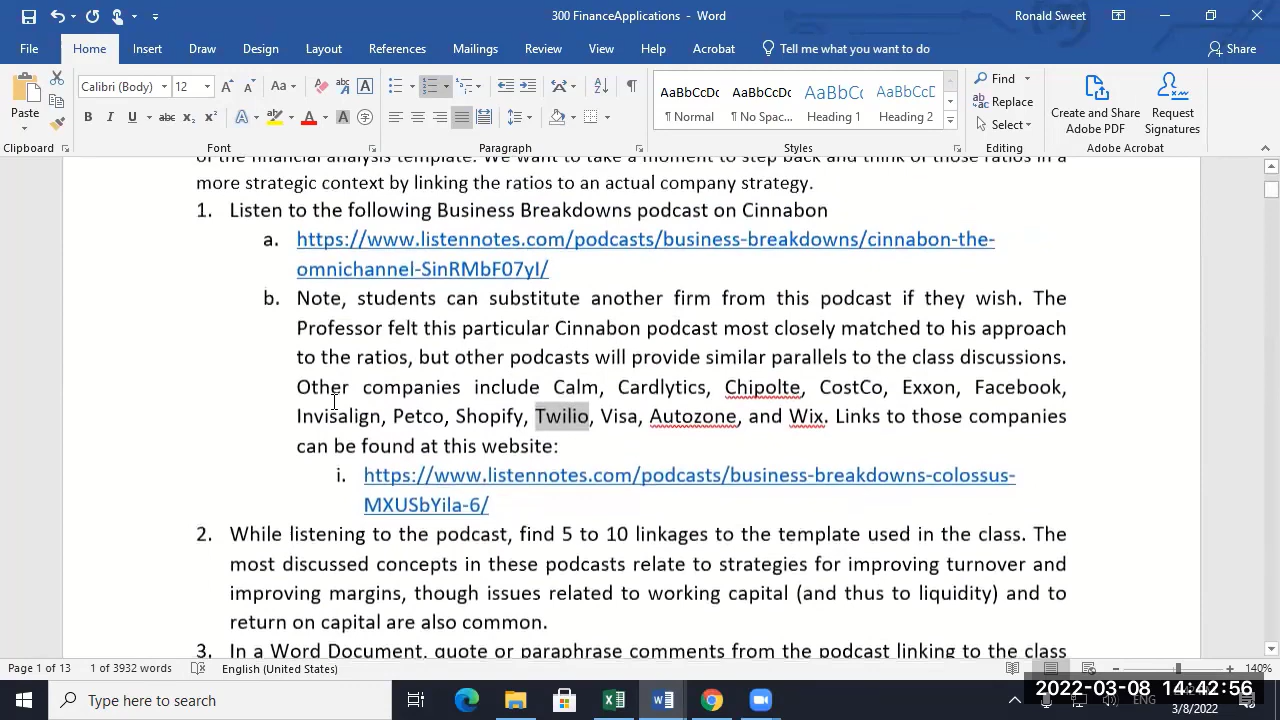 300 FinanceApplications - Word
Ronald Sweet
File Home Insert Draw Design Layout References Mailings Review View Help Acrobat Tell me what you want to do Share
Paste
Calibri (Body) 12
Clipboard Font Paragraph
AaBbCcDc AaBbCcDc AaBbCc AaBbCcD
¶ Normal ¶ No Spac... Heading 1 Heading 2
Styles
Find
Replace
Select
Editing
Create and Share
Adobe PDF
Request
Signatures
Adobe Acrobat
of the financial analysis template. We want to take a moment to step back and think of those ratios in a
more strategic context by linking the ratios to an actual company strategy.
1. Listen to the following Business Breakdowns podcast on Cinnabon
a. https://www.listennotes.com/podcasts/business-breakdowns/cinnabon-the-
omnichannel-SinRMbF07yI/
b. Note, students can substitute another firm from this podcast if they wish. The
Professor felt this particular Cinnabon podcast most closely matched to his approach
to the ratios, but other podcasts will provide similar parallels to the class discussions.
Other companies include Calm, Cardlytics, Chipolte, CostCo, Exxon, Facebook,
Invisalign, Petco, Shopify, Twilio, Visa, Autozone, and Wix. Links to those companies
can be found at this website:
i. https://www.listennotes.com/podcasts/business-breakdowns-colossus-
MXUSbYila-6/
2. While listening to the podcast, find 5 to 10 linkages to the template used in the class. The
most discussed concepts in these podcasts relate to strategies for improving turnover and
improving margins, though issues related to working capital (and thus to liquidity) and to
return on capital are also common.
3. In a Word Document, quote or paraphrase comments from the podcast linking to the class
Page 1 of 13 1 of 3932 words English (United States) 140%
Type here to search
2022-03-08 14:42:56
ENG
3/8/2022